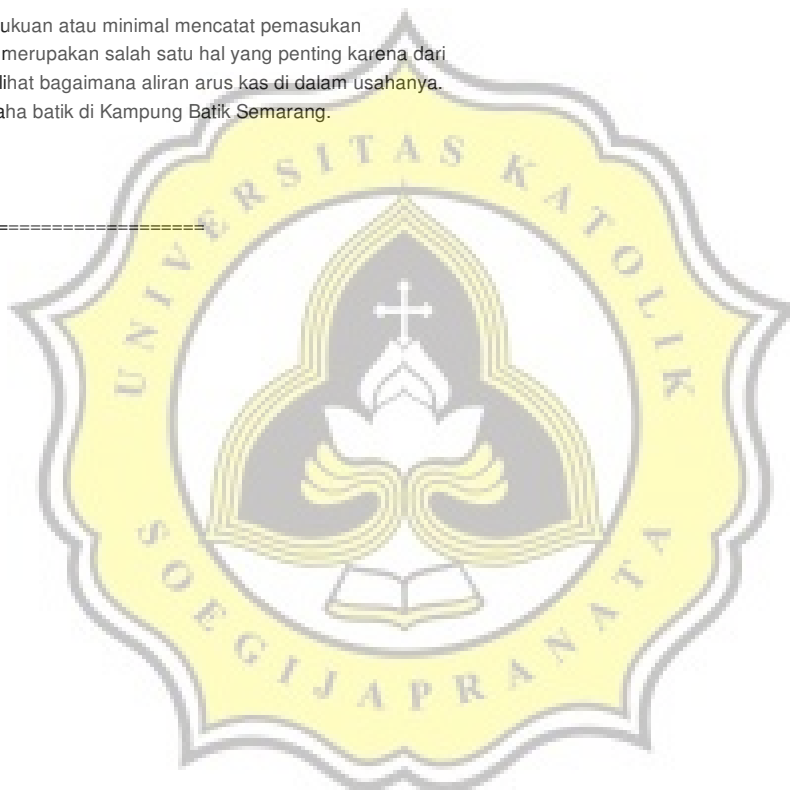 ukuan atau minimal mencatat pemasukan
merupakan salah satu hal yang penting karena dari
lihat bagaimana aliran arus kas di dalam usahanya.
aha batik di Kampung Batik Semarang.
===================
UNIVERSITAS KATOLIK
SOEGIJAPRANATA